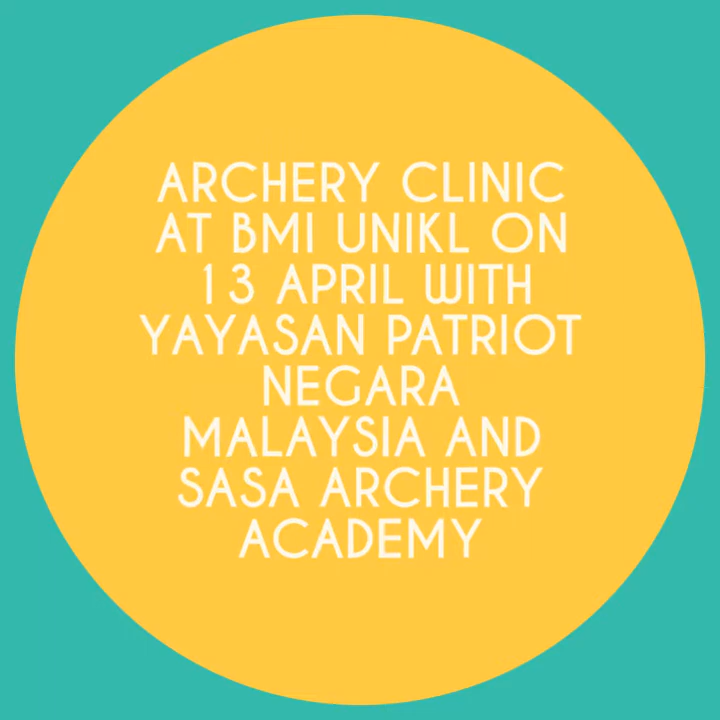 ARCHERY CLINIC
AT BMI UNIKL ON
13 APRIL WITH
YAYASAN PATRIOT
NEGARA
MALAYSIA AND
SASA ARCHERY
ACADEMY